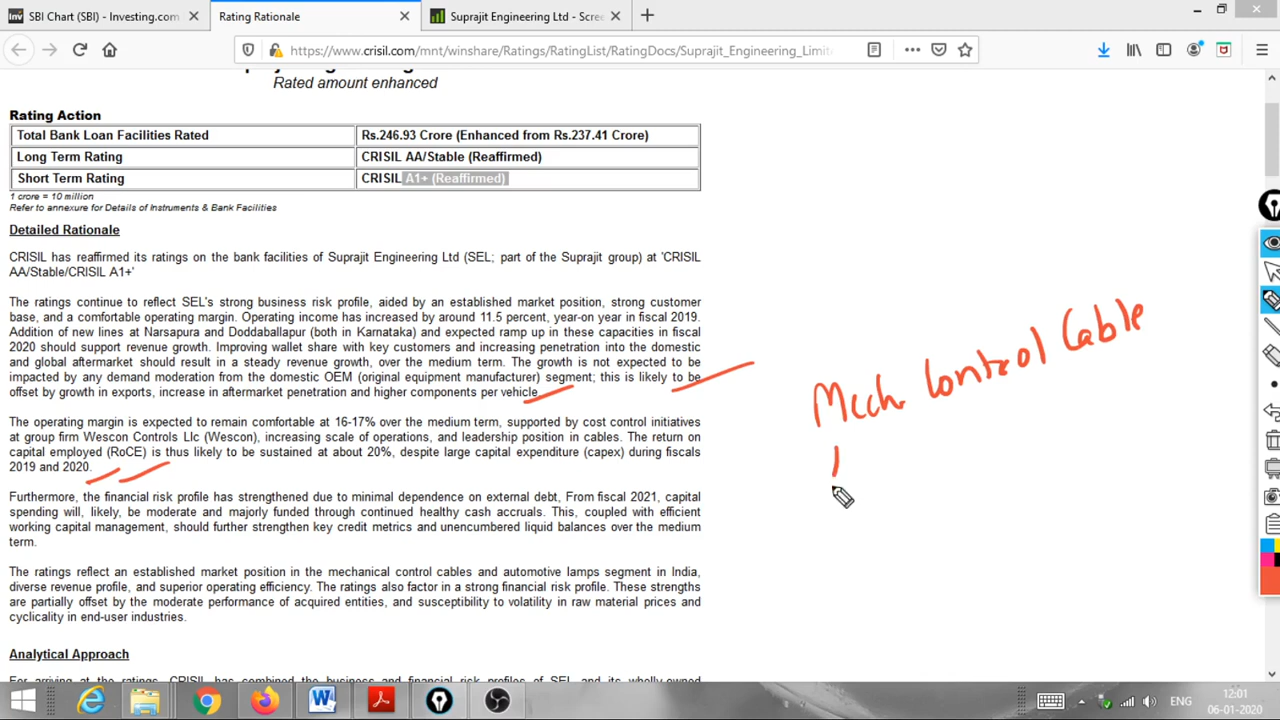 SBI Chart (SBI) - Investing.com
Rating Rationale
Suprajit Engineering Ltd - Scre
https://www.crisil.com/mnt/winshare/Ratings/RatingList/RatingDocs/Suprajit_Engineering_Limit
Rated amount enhanced
Rating Action
Total Bank Loan Facilities Rated Rs.246.93 Crore (Enhanced from Rs.237.41 Crore)
Long Term Rating CRISIL AA/Stable (Reaffirmed)
Short Term Rating CRISIL A1+ (Reaffirmed)
1 crore = 10 million
Refer to annexure for Details of Instruments & Bank Facilities
Detailed Rationale
CRISIL has reaffirmed its ratings on the bank facilities of Suprajit Engineering Ltd (SEL; part of the Suprajit group) at 'CRISIL
AA/Stable/CRISIL A1+'
The ratings continue to reflect SEL's strong business risk profile, aided by an established market position, strong customer
base, and a comfortable operating margin. Operating income has increased by around 11.5 percent, year-on year in fiscal 2019.
Addition of new lines at Narsapura and Doddaballapur (both in Karnataka) and expected ramp up in these capacities in fiscal
2020 should support revenue growth. Improving wallet share with key customers and increasing penetration into the domestic
and global aftermarket should result in a steady revenue growth, over the medium term. The growth is not expected to be
impacted by any demand moderation from the domestic OEM (original equipment manufacturer) segment; this is likely to be
offset by growth in exports, increase in aftermarket penetration and higher components per vehicle
Mech Control Cable
The operating margin is expected to remain comfortable at 16-17% over the medium term, supported by cost control initiatives
at group firm Wescon Controls Llc (Wescon), increasing scale of operations, and leadership position in cables. The return on
capital employed (RoCE) is thus likely to be sustained at about 20%, despite large capital expenditure (capex) during fiscals
2019 and 2020.
Furthermore, the financial risk profile has strengthened due to minimal dependence on external debt, From fiscal 2021, capital
spending will, likely, be moderate and majorly funded through continued healthy cash accruals. This, coupled with efficient
working capital management, should further strengthen key credit metrics and unencumbered liquid balances over the medium
term.
The ratings reflect an established market position in the mechanical control cables and automotive lamps segment in India,
diverse revenue profile, and superior operating efficiency. The ratings also factor in a strong financial risk profile. These strengths
are partially offset by the moderate performance of acquired entities, and susceptibility to volatility in raw material prices and
cyclicality in end-user industries.
Analytical Approach
ENG
12:01
06-01-2020